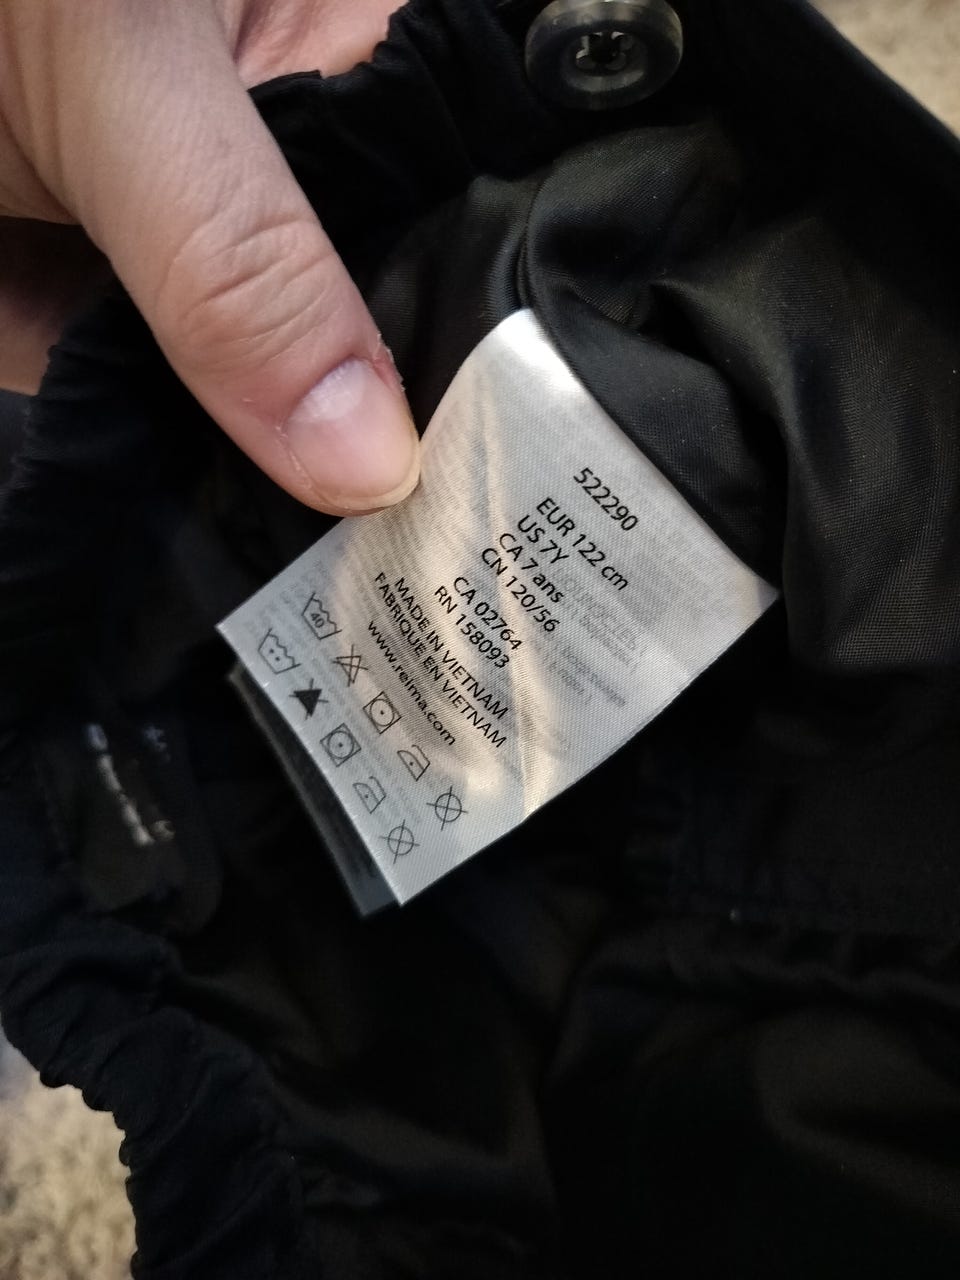 522290
EUR 122 cm
US 7Y
CA 7 ans
CN 120/56
CA 02764
RN 158093
MADE IN VIETNAM
FABRIQUE EN VIETNAM
www.reima.com
40